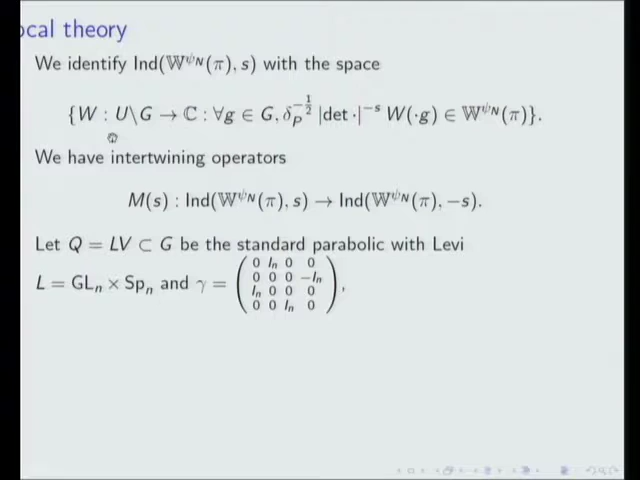 ocal theory
We identify Ind(𝕎^{ψ_N}(π), s) with the space
{W : U\G → ℂ : ∀g ∈ G, δ_P^{-1/2} |det ·|^{-s} W(·g) ∈ 𝕎^{ψ_N}(π)}.
We have intertwining operators
M(s) : Ind(𝕎^{ψ_N}(π), s) → Ind(𝕎^{ψ_N}(π), −s).
Let Q = LV ⊂ G be the standard parabolic with Levi
L = GL_n × Sp_n and γ = ( 0 I_n 0 0
0 0 0 −I_n
I_n 0 0 0
0 0 I_n 0 ),